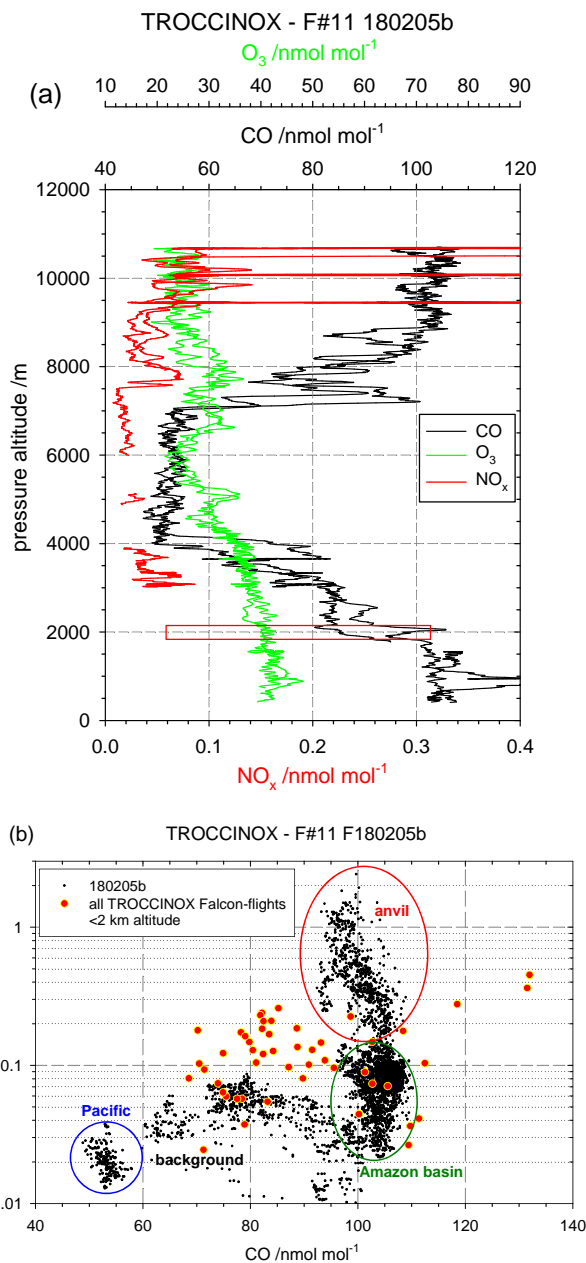 TROCCINOX - F#11 180205b
O3 /nmol mol-1
10 20 30 40 50 60 70 80 90
(a)
CO /nmol mol-1
40 60 80 100 120
12000
10000
8000
6000
4000
2000
0
pressure altitude /m
CO
O3
NOx
0.0 0.1 0.2 0.3 0.4
NOx /nmol mol-1
(b)
TROCCINOX - F#11 F180205b
180205b
all TROCCINOX Falcon-flights
<2 km altitude
anvil
1
0.1
.01
Pacific
background
Amazon basin
40 60 80 100 120 140
CO /nmol mol-1